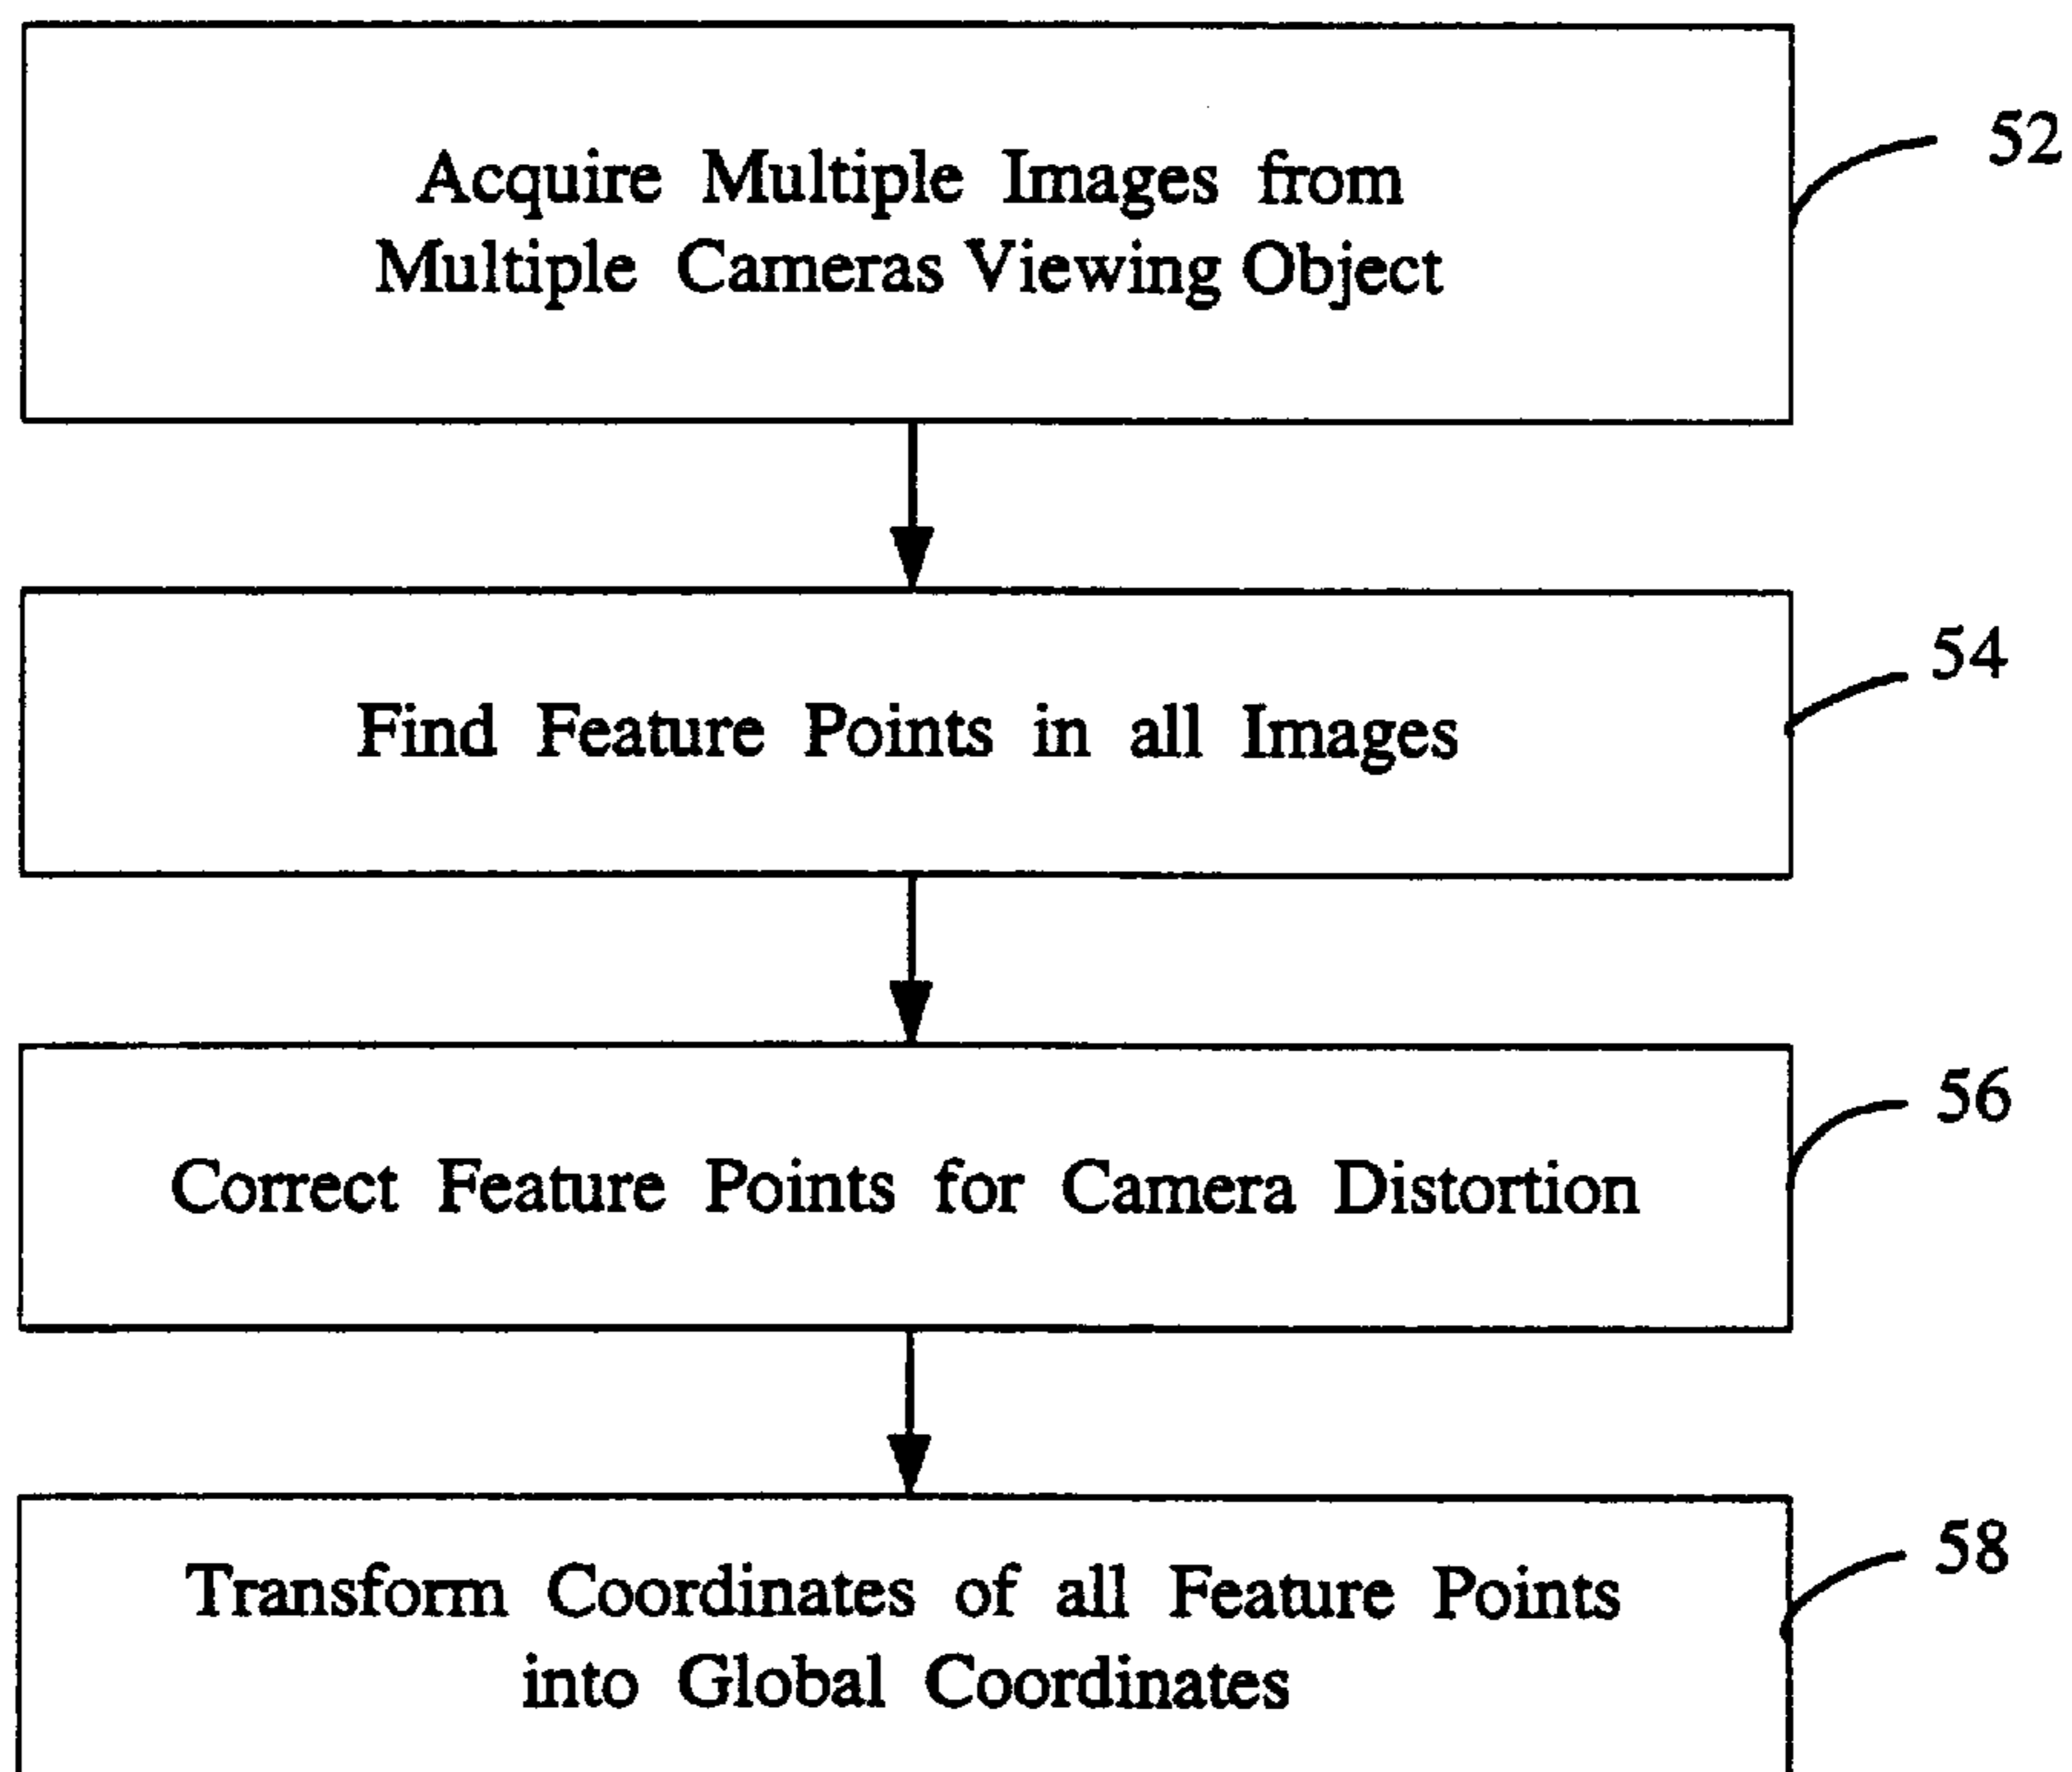 Acquire Multiple Images from
Multiple Cameras Viewing Object
52
Find Feature Points in all Images
54
Correct Feature Points for Camera Distortion
56
Transform Coordinates of all Feature Points
into Global Coordinates
58